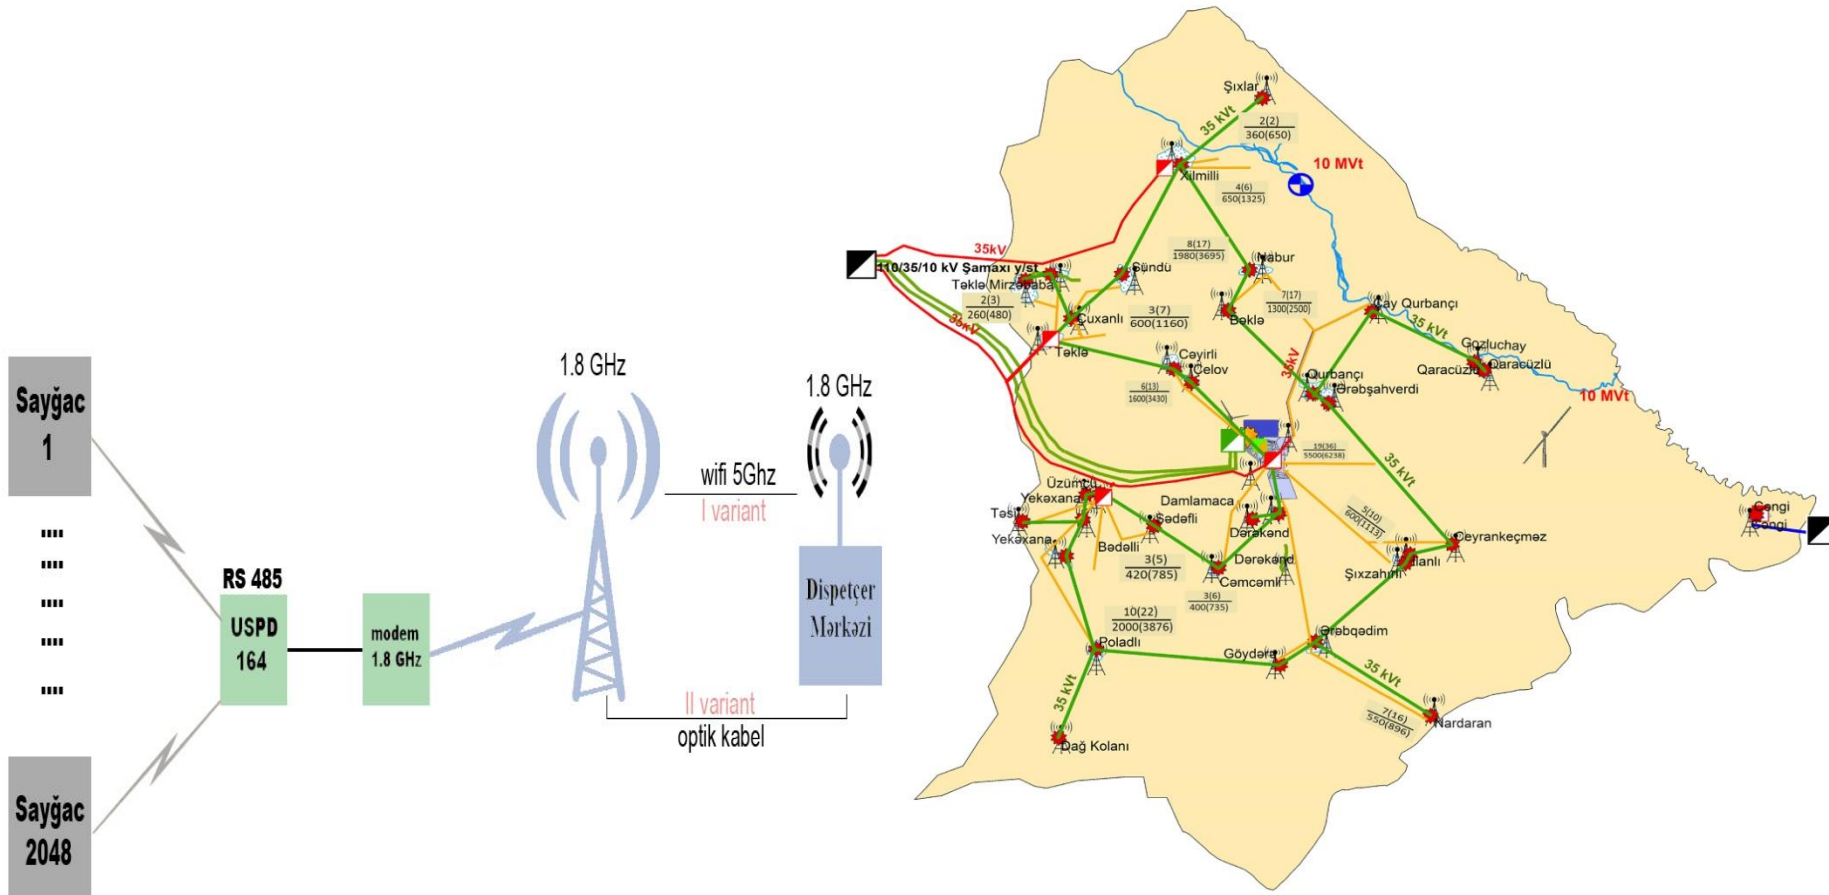 Sayğac
1
....
....
....
....
....
Sayğac
2048
RS 485
USPD
164
modem
1.8 GHz
1.8 GHz
wifi 5Ghz
I variant
II variant
optik kabel
1.8 GHz
Dispetçer
Mərkəzi
Şıxlar
35 kVt
2(2)
360(650)
10 MVt
Xilmilli
4(6)
650(1325)
35kV
110/35/10 kV Şamaxı y/st
Təklə Mirzəbaba
2(3)
260(480)
35kV
Sündü
8(17)
1980(3695)
Nabur
Cuxanlı
3(7)
600(1160)
7(17)
1300(2500)
Bəklə
Çay Qurbançı
35 kVt
Təklə
Cəyirli
Çelov
35kV
Gozluchay
Qaracüzlü
Qaracüzlü
6(13)
1600(3430)
Qurbançı
Ərəbşahverdi
10 MVt
19(36)
5500(6238)
35 kVt
Üzümçü
Yekəxana
Təsi
Yekəxana
Damlamaca
Sədəfli
Bədəlli
Dərəkənd
5(10)
600(1113)
Ceyrankeçməz
Cəngi
Cəngi
3(5)
420(785)
Dərəkənd
Cəmcəmli
Şıxzahırlı
3(6)
400(735)
10(22)
2000(3876)
Poladlı
Göydərə
Ərəbqədim
35 kVt
35 kVt
7(16)
550(896)
Nardaran
Dağ Kolanı